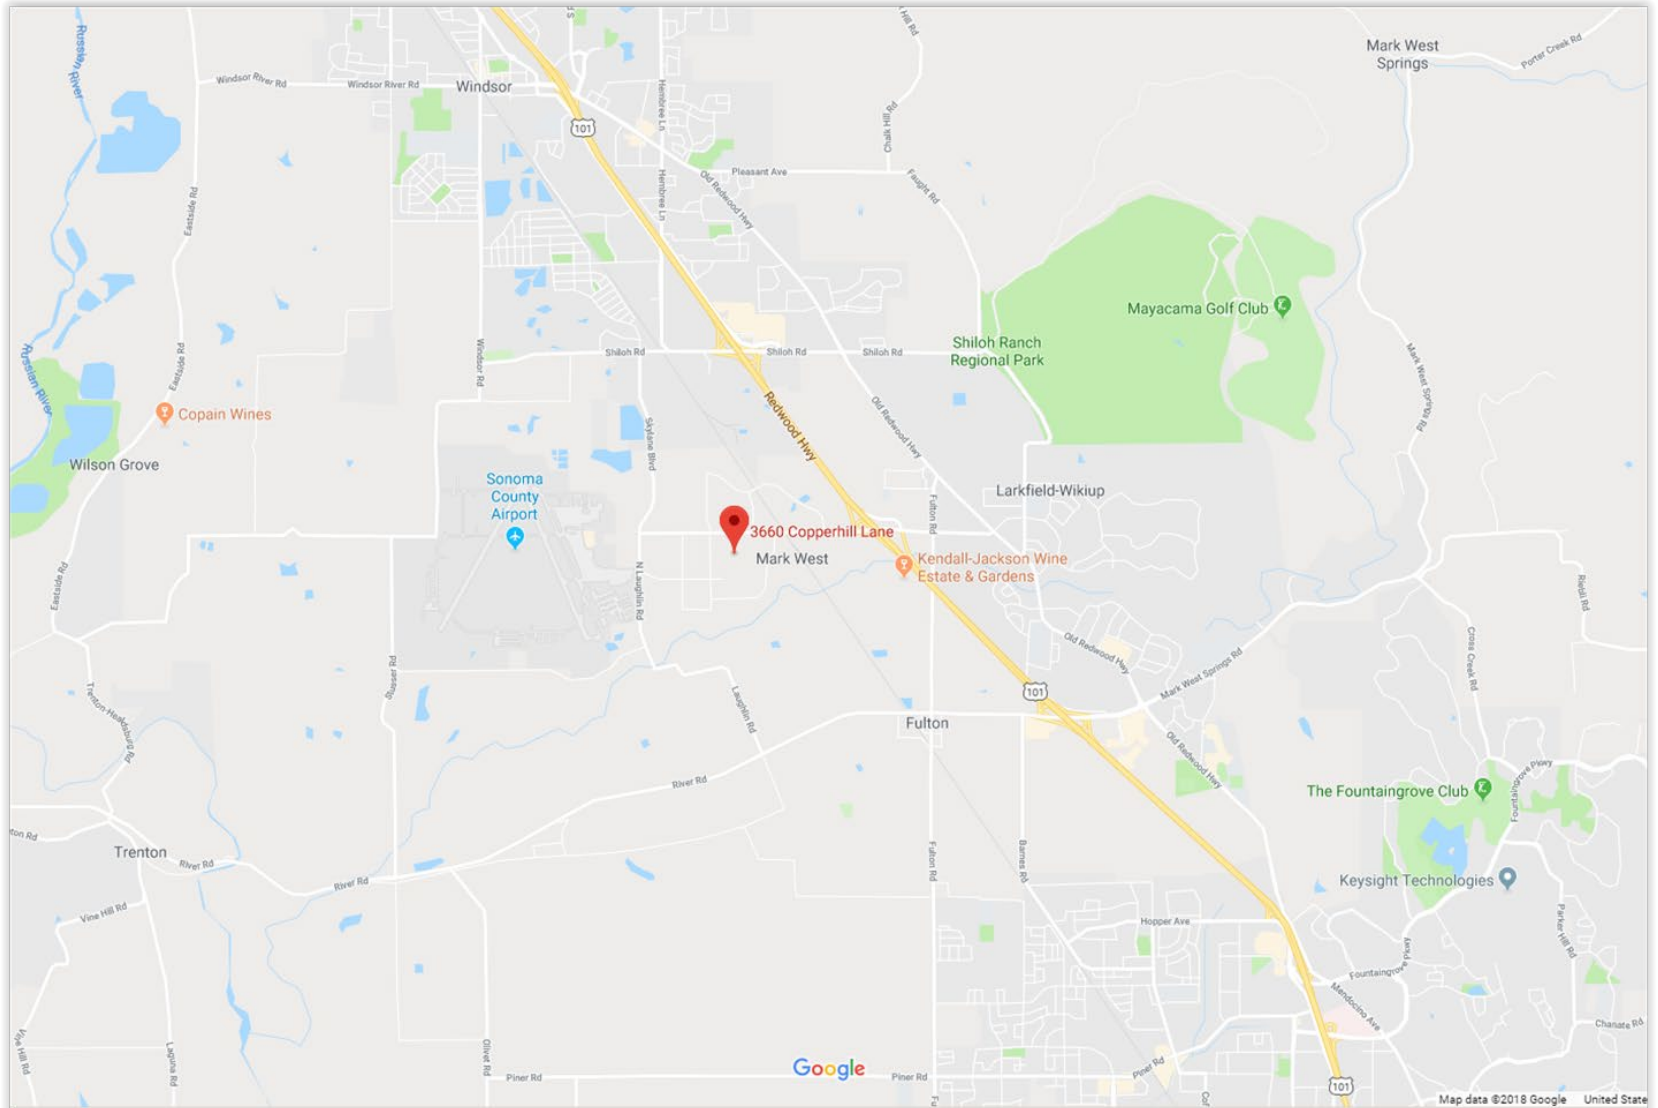 Russian River
Windsor River Rd
Windsor River Rd
Windsor
101
Hembree Ln
Hembree Ln
Chalk Hill Rd
Mark West
Springs
Porter Creek Rd
Pleasant Ave
Old Redwood Hwy
Faught Rd
Eastside Rd
Eastside Rd
Russian River
Windsor Rd
Shiloh Rd
Shiloh Rd
Shiloh Rd
Mayacama Golf Club
Shiloh Ranch
Regional Park
Mark West Springs Rd
Copain Wines
Wilson Grove
Skylane Blvd
Redwood Hwy
Old Redwood Hwy
Sonoma
County
Airport
Larkfield-Wikiup
Fulton Rd
3660 Copperhill Lane
Mark West
Kendall-Jackson Wine
Estate & Gardens
Eastside Rd
N Laughlin Rd
Riebli Rd
Old Redwood Hwy
Cross Creek Rd
Mark West Springs Rd
Slusser Rd
Trenton-Healdsburg Rd
Laughlin Rd
101
Fulton
Old Redwood Hwy
River Rd
Fountaingrove Pkwy
The Fountaingrove Club
Trenton
River Rd
River Rd
Fulton Rd
Barnes Rd
Keysight Technologies
Vine Hill Rd
Hopper Ave
Parker Hill Rd
Fountaingrove Pkwy
Mendocino Ave
Chanate Rd
Vine Hill Rd
Laguna Rd
Olivet Rd
Piner Rd
Google
Piner Rd
Piner Rd
101
Map data ©2018 Google
United State